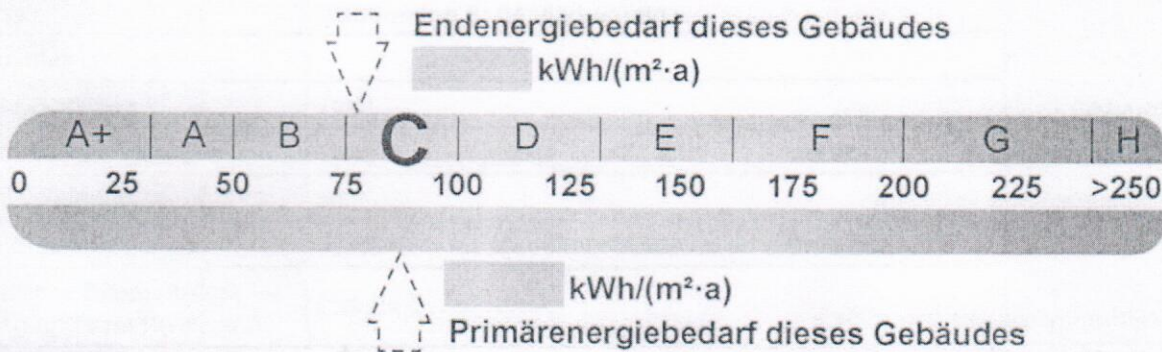 Endenergiebedarf dieses Gebäudes
kWh/(m²·a)
A+ A B C D E F G H
0 25 50 75 100 125 150 175 200 225 >250
kWh/(m²·a)
Primärenergiebedarf dieses Gebäudes